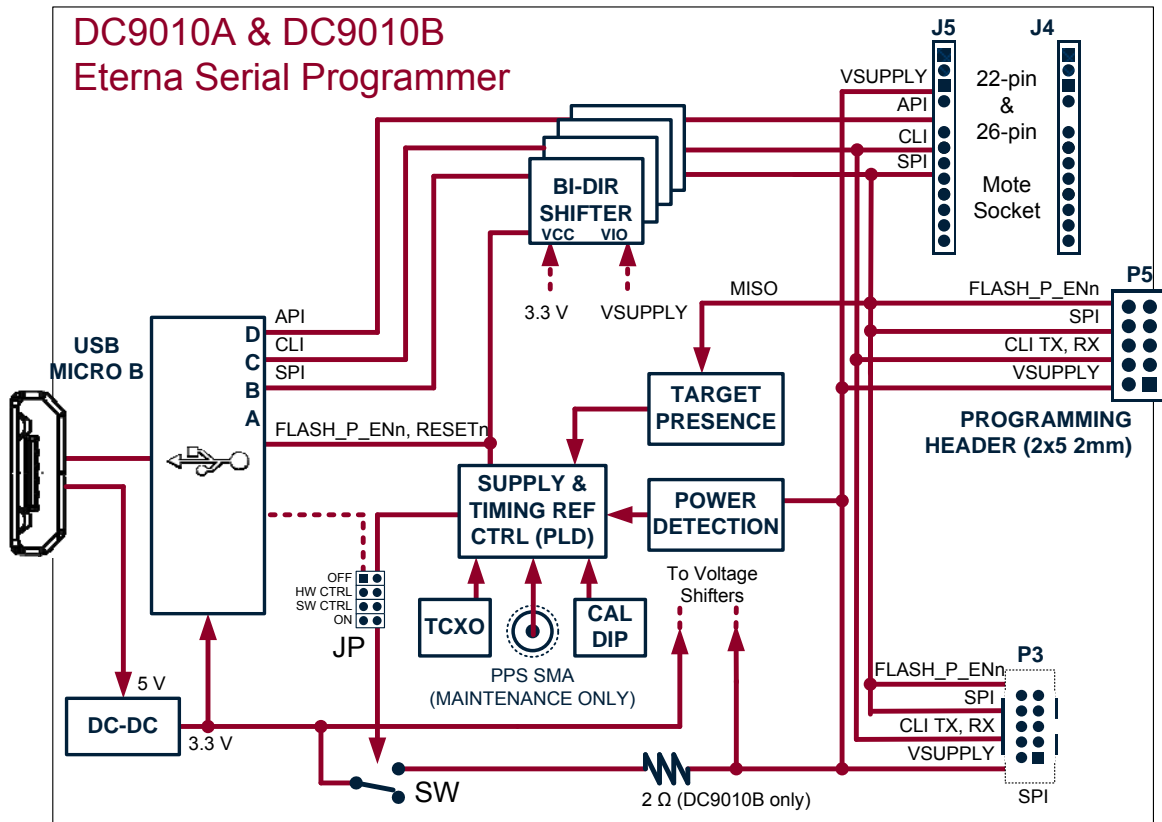 DC9010A & DC9010B
Eterna Serial Programmer
J5
J4
VSUPPLY
API
CLI
SPI
22-pin
&
26-pin
Mote
Socket
BI-DIR
SHIFTER
VCC
VIO
3.3 V
VSUPPLY
MISO
FLASH_P_ENn
SPI
CLI TX, RX
VSUPPLY
P5
PROGRAMMING
HEADER (2x5 2mm)
USB
MICRO B
D
C
B
A
API
CLI
SPI
FLASH_P_ENn, RESETn
TARGET
PRESENCE
SUPPLY &
TIMING REF
CTRL (PLD)
POWER
DETECTION
OFF
HW CTRL
SW CTRL
ON
JP
TCXO
CAL
DIP
PPS SMA
(MAINTENANCE ONLY)
To Voltage
Shifters
5 V
DC-DC
3.3 V
SW
2 Ω (DC9010B only)
P3
FLASH_P_ENn
SPI
CLI TX, RX
VSUPPLY
SPI